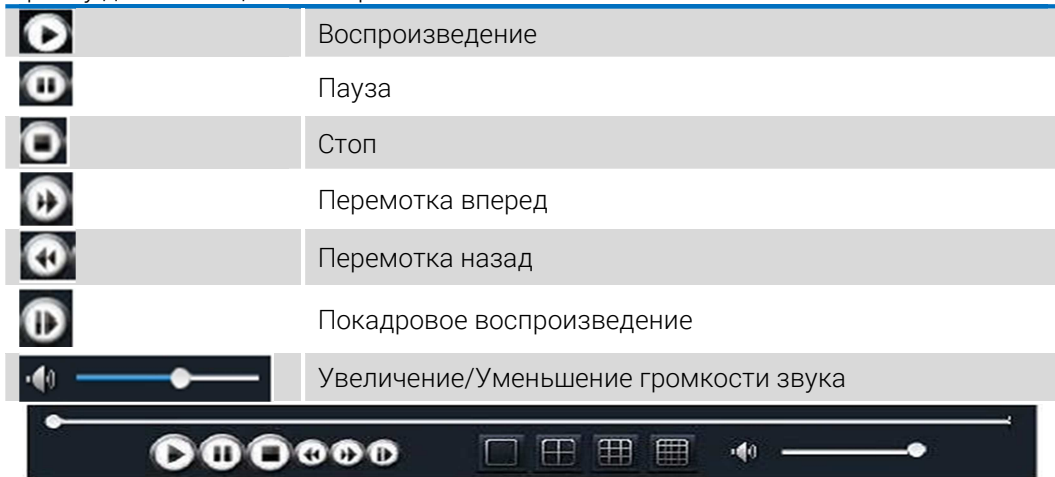 Воспроизведение
Пауза
Стоп
Перемотка вперед
Перемотка назад
Покадровое воспроизведение
Увеличение/Уменьшение громкости звука